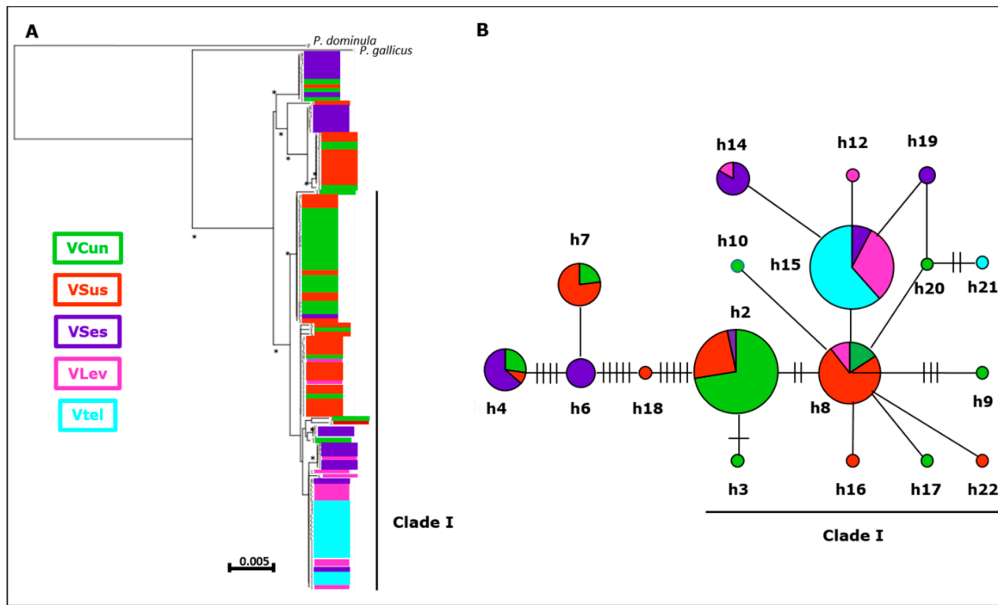 A
P. dominula
P. gallicus
VCun
VSus
VSes
VLev
Vtel
0.005
Clade I
B
h14
h12
h19
h7
h10
h15
h20
h21
h2
h4
h6
h18
h8
h9
h3
h16
h17
h22
Clade I